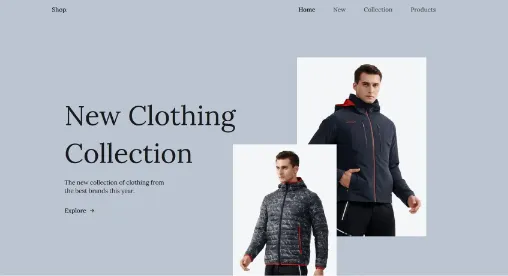 Shop.
Home New Collection Products
New Clothing
Collection
The new collection of clothing from
the best brands this year.
Explore →